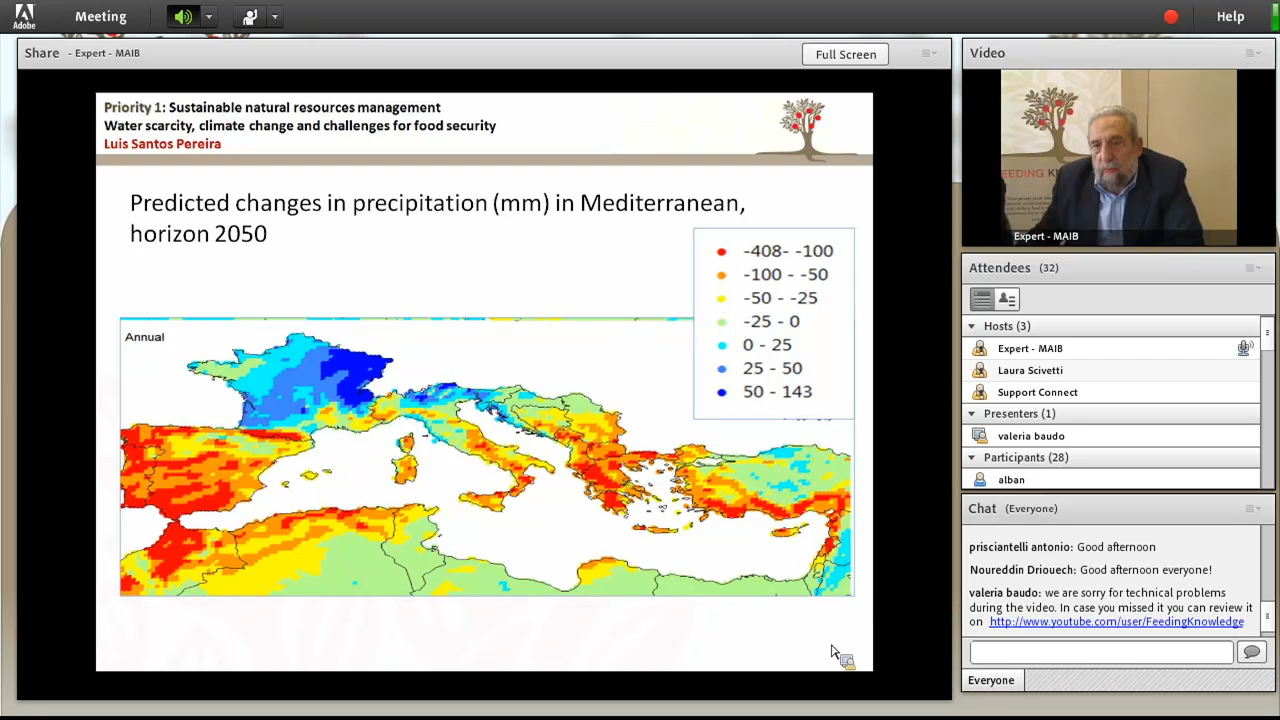 Adobe
Meeting
Help
Share - Expert - MAIB
Full Screen
Priority 1: Sustainable natural resources management
Water scarcity, climate change and challenges for food security
Luis Santos Pereira
Predicted changes in precipitation (mm) in Mediterranean,
horizon 2050
-408- -100
-100 - -50
-50 - -25
-25 - 0
0 - 25
25 - 50
50 - 143
Annual
Video
Expert - MAIB
Attendees (32)
Hosts (3)
Expert - MAIB
Laura Scivetti
Support Connect
Presenters (1)
valeria baudo
Participants (28)
alban
Chat (Everyone)
prisciantelli antonio: Good afternoon
Noureddin Driouech: Good afternoon everyone!
valeria baudo: we are sorry for technical problems
during the video. In case you missed it you can review it
on http://www.youtube.com/user/FeedingKnowledge
Everyone